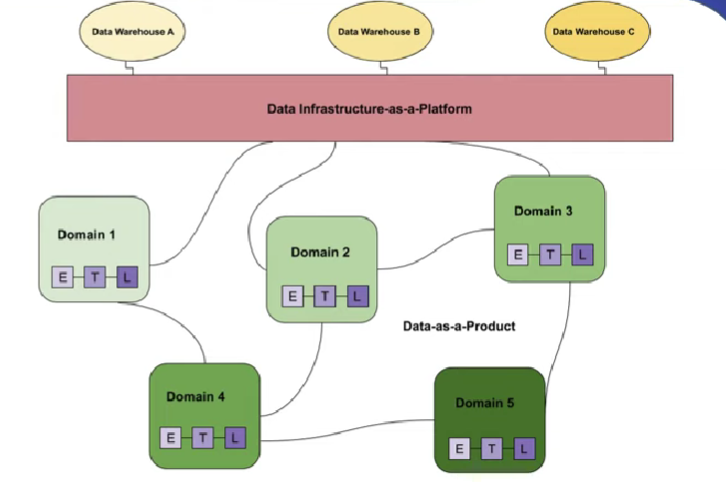 Data Warehouse A
Data Warehouse B
Data Warehouse C
Data Infrastructure-as-a-Platform
Domain 1
E T L
Domain 2
E T L
Domain 3
E T L
Data-as-a-Product
Domain 4
E T L
Domain 5
E T L